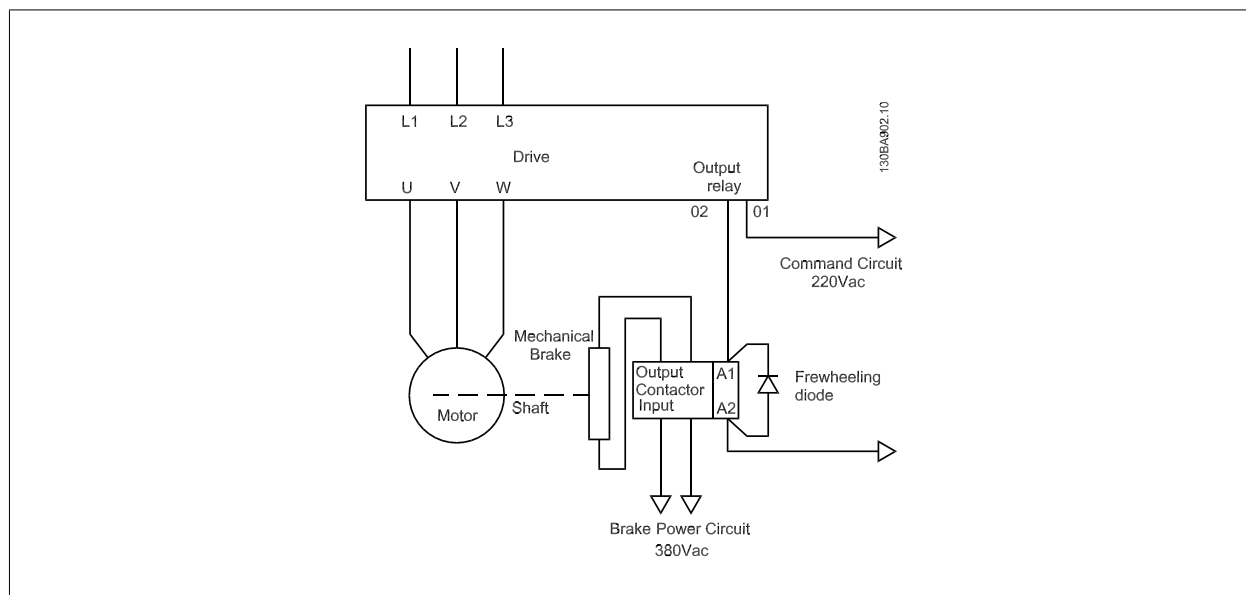 L1 L2 L3
130BA902.10
Drive
Output
relay
U V W
02 01
Command Circuit
220Vac
Mechanical
Brake
Output
Contactor
Input
A1
A2
Frewheeling
diode
Shaft
Motor
Brake Power Circuit
380Vac